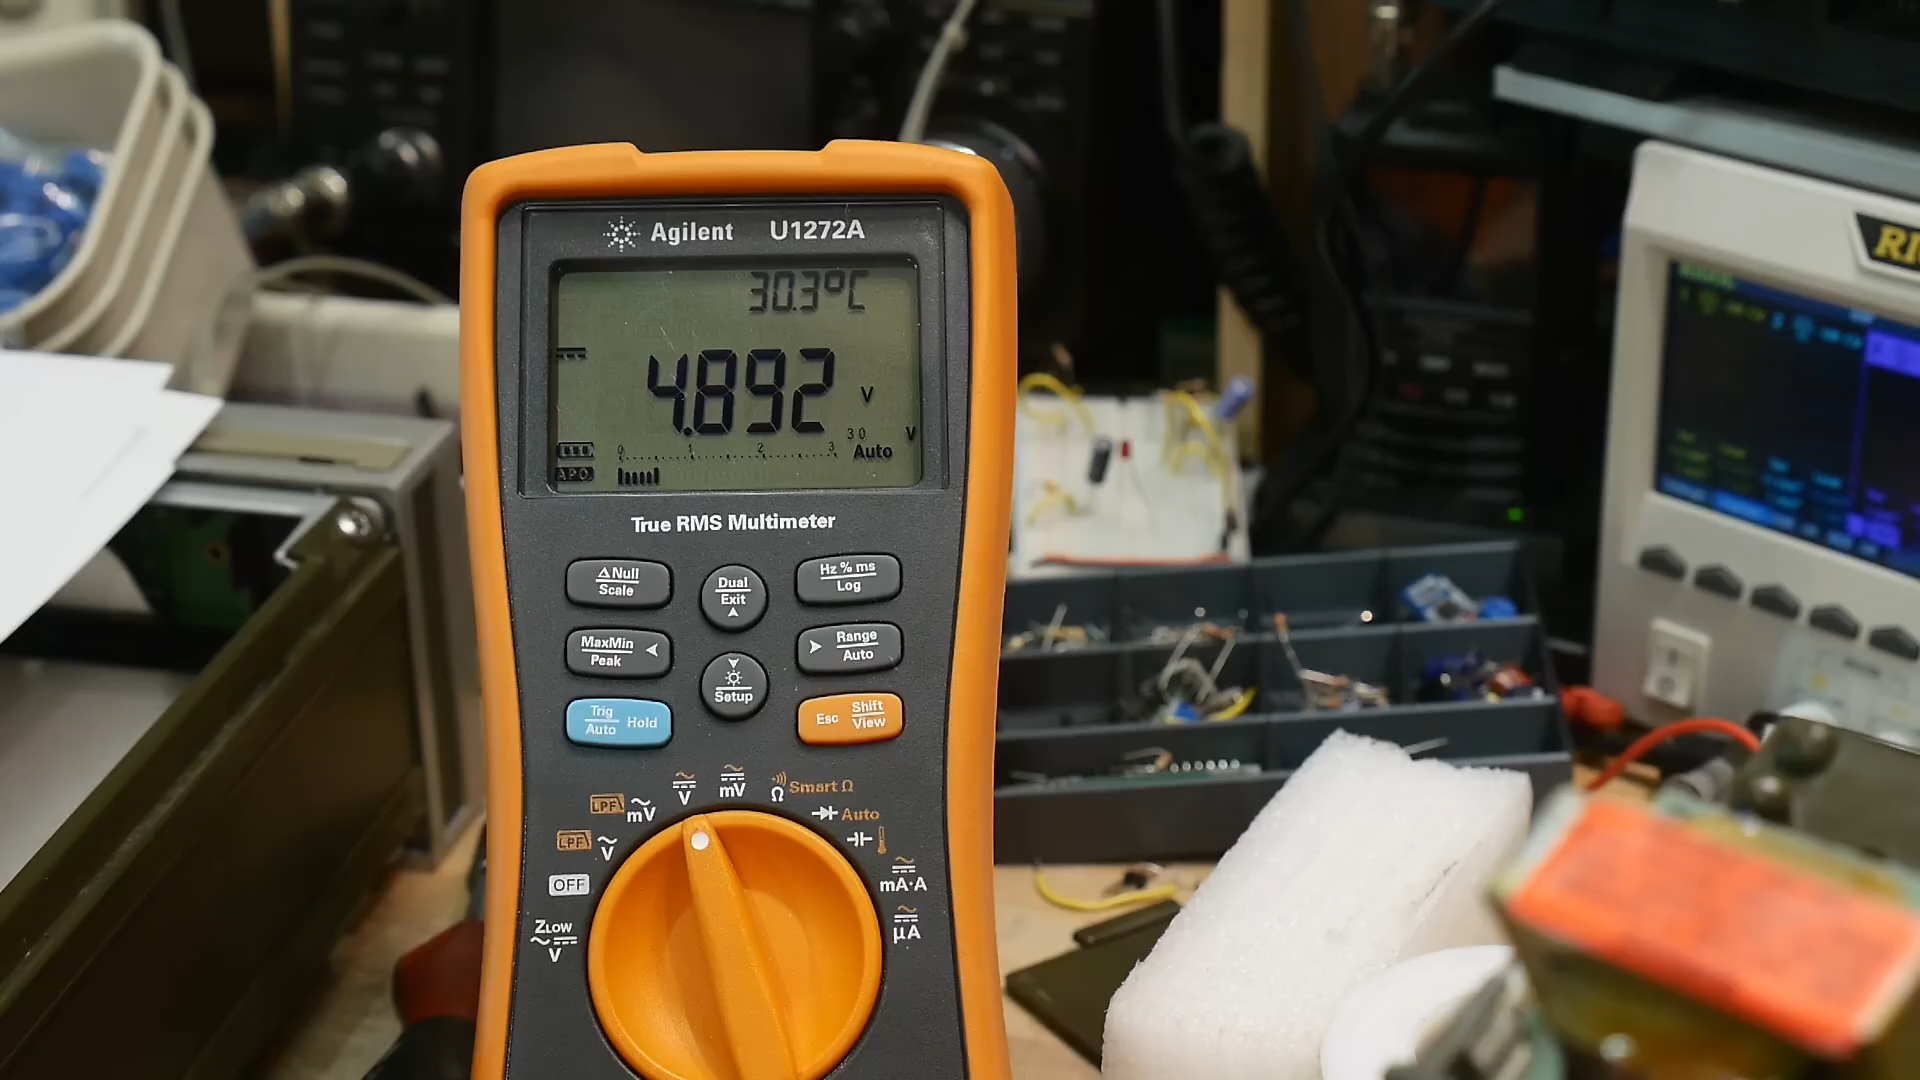 Agilent U1272A
30.3°C
4.892 V
30 V
0 1 2 3 Auto
APO
True RMS Multimeter
ΔNull
Scale
Dual
Exit
Hz % ms
Log
MaxMin
Peak
Range
Auto
Setup
Trig
Auto
Hold
Esc
Shift
View
LPF mV
V
mV
Ω Smart Ω
Auto
LPF V
OFF
ZLOW
V
mA·A
μA